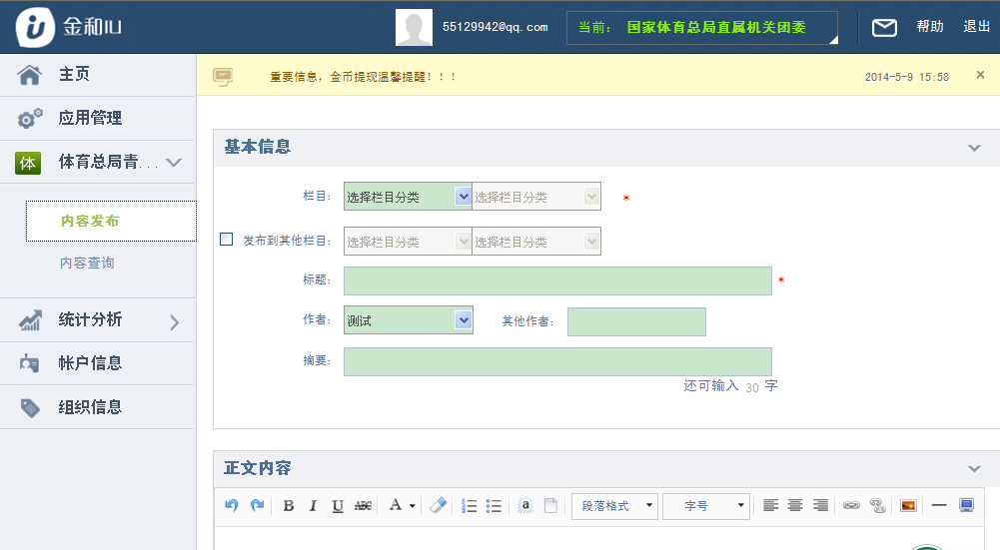 金和IU 55129942@qq.com 当前： 国家体育总局直属机关团委 帮助 退出
重要信息，金币提现温馨提醒！！！ 2014-5-9 15:58 ×
主页
应用管理
体 体育总局青...
内容发布
内容查询
统计分析
帐户信息
组织信息
基本信息
栏目： 选择栏目分类 选择栏目分类 *
发布到其他栏目： 选择栏目分类 选择栏目分类
标题： *
作者： 测试 其他作者：
摘要：
还可输入 30 字
正文内容
B I U ABC A a 段落格式 字号